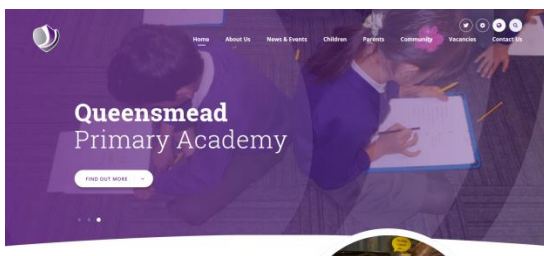 Home About Us News & Events Children Parents Community Vacancies Contact Us
Queensmead
Primary Academy
FIND OUT MORE